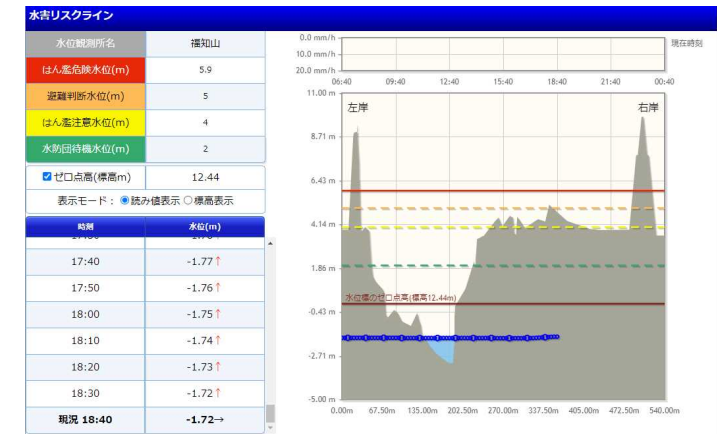 水害リスクライン
水位観測所名 福知山
はん濫危険水位(m) 5.9
避難判断水位(m) 5
はん濫注意水位(m) 4
水防団待機水位(m) 2
ゼロ点高(標高m) 12.44
表示モード： 読み値表示 標高表示
時刻 水位(m)
17:40 -1.77↑
17:50 -1.76↑
18:00 -1.75↑
18:10 -1.74↑
18:20 -1.73↑
18:30 -1.72↑
現況 18:40 -1.72→
0.0 mm/h
現在時刻
10.0 mm/h
20.0 mm/h
06:40 09:40 12:40 15:40 18:40 21:40 00:40
11.00 m
左岸 右岸
8.71 m
6.43 m
4.14 m
1.86 m
水位標のゼロ点高(標高12.44m)
-0.43 m
-2.71 m
-5.00 m
0.00m 67.50m 135.00m 202.50m 270.00m 337.50m 405.00m 472.50m 540.00m